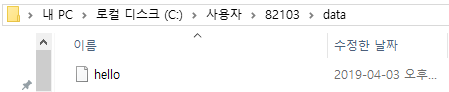 내 PC > 로컬 디스크 (C:) > 사용자 > 82103 > data
이름 수정한 날짜
hello 2019-04-03 오후...